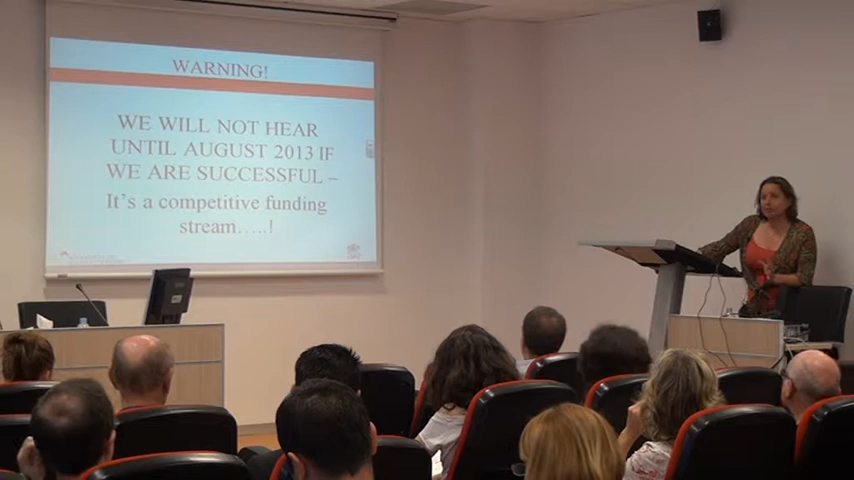 WARNING!
WE WILL NOT HEAR
UNTIL AUGUST 2013 IF
WE ARE SUCCESSFUL –
It's a competitive funding
stream…..!